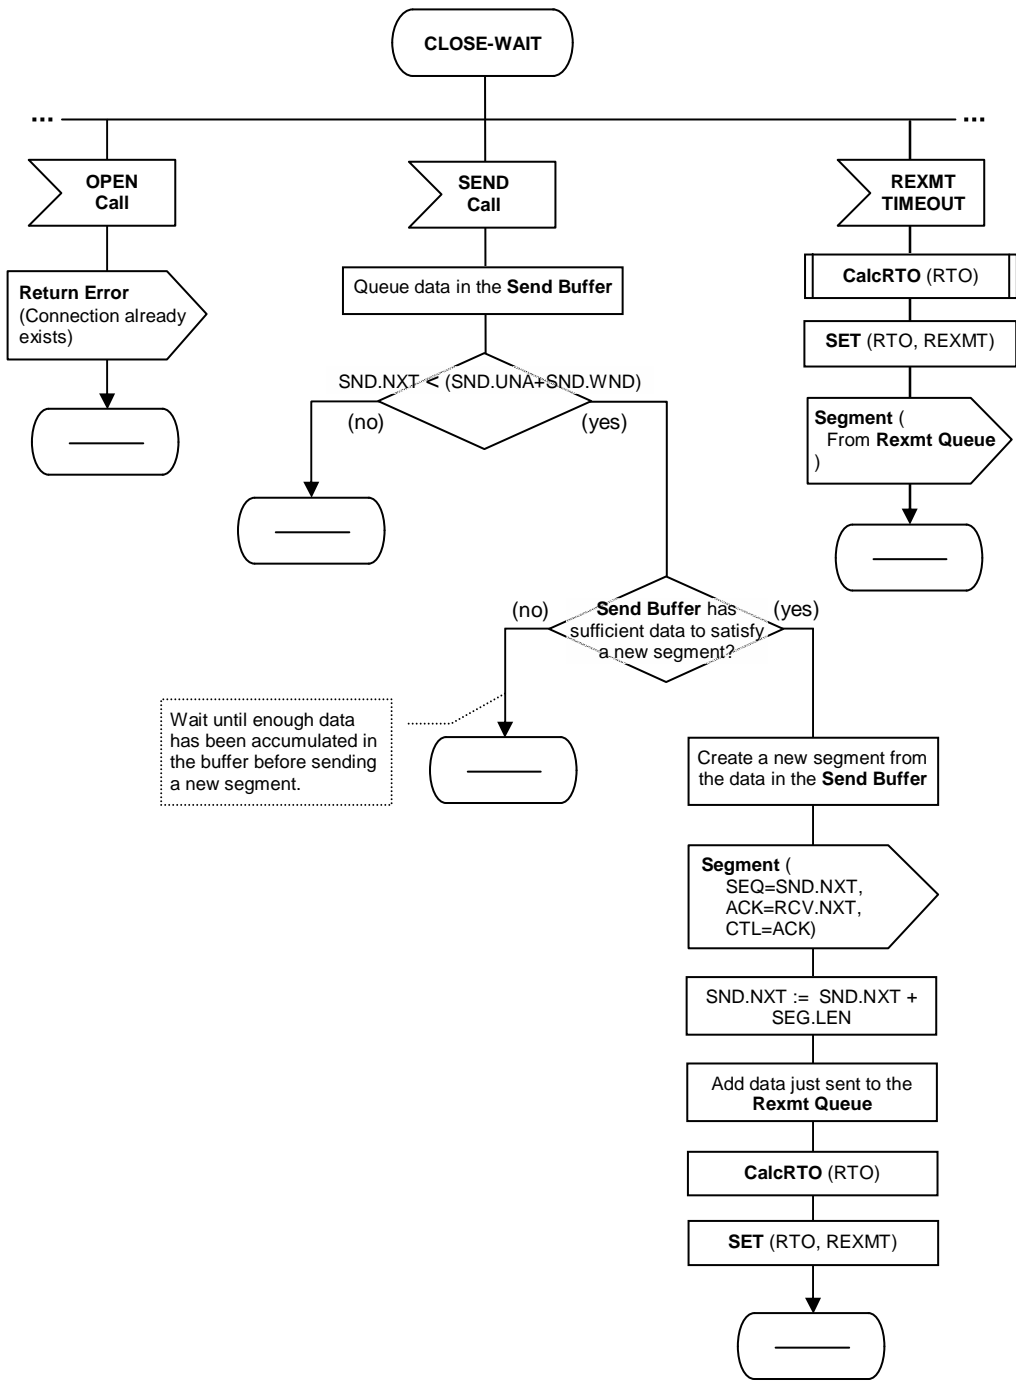 CLOSE-WAIT
... ...
OPEN
Call
SEND
Call
REXMT
TIMEOUT
Return Error
(Connection already
exists)
Queue data in the Send Buffer
CalcRTO (RTO)
SET (RTO, REXMT)
SND.NXT < (SND.UNA+SND.WND)
(no) (yes)
Segment (
From Rexmt Queue
)
(no) (yes)
Send Buffer has
sufficient data to satisfy
a new segment?
Wait until enough data
has been accumulated in
the buffer before sending
a new segment.
Create a new segment from
the data in the Send Buffer
Segment (
SEQ=SND.NXT,
ACK=RCV.NXT,
CTL=ACK)
SND.NXT := SND.NXT +
SEG.LEN
Add data just sent to the
Rexmt Queue
CalcRTO (RTO)
SET (RTO, REXMT)